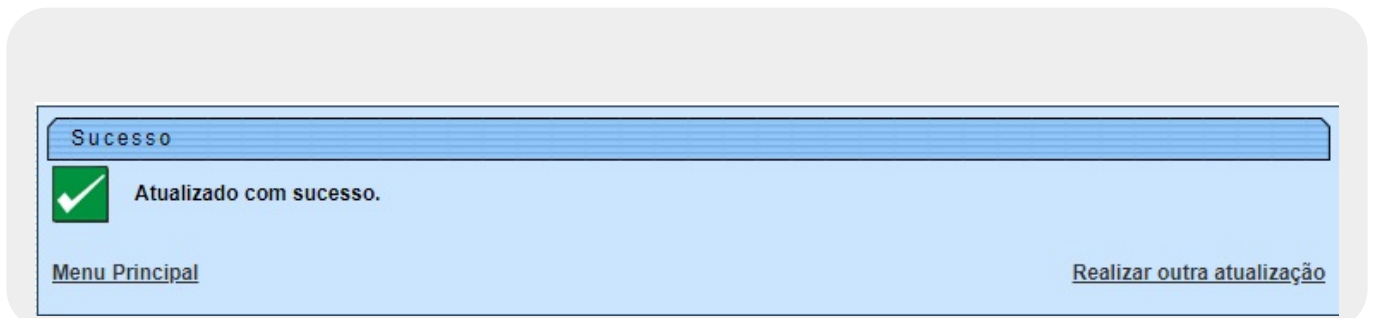 Sucesso
Atualizado com sucesso.
Menu Principal
Realizar outra atualização